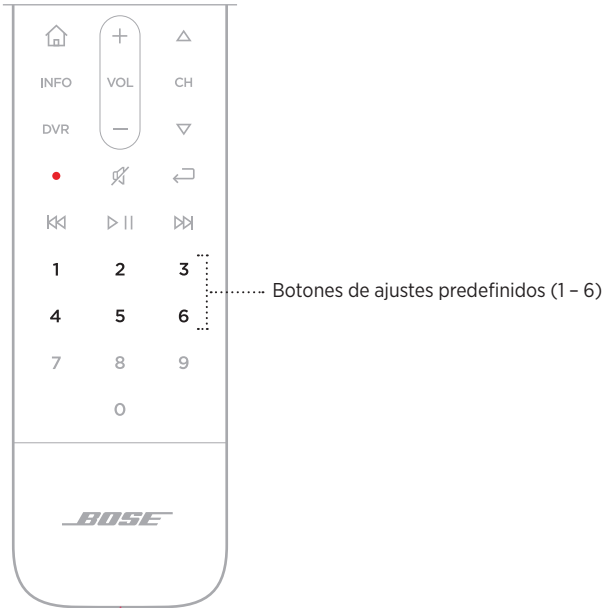 INFO VOL CH
DVR
1 2 3
Botones de ajustes predefinidos (1 – 6)
4 5 6
7 8 9
0
BOSE